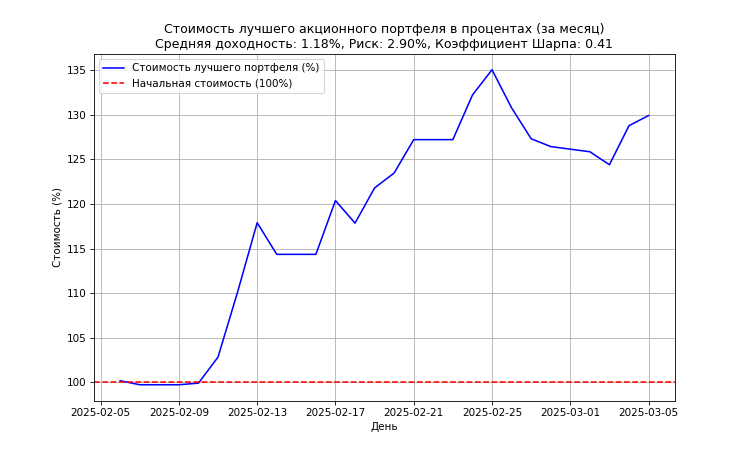 Стоимость лучшего акционного портфеля в процентах (за месяц)
Средняя доходность: 1.18%, Риск: 2.90%, Коэффициент Шарпа: 0.41
Стоимость лучшего портфеля (%)
Начальная стоимость (100%)
Стоимость (%)
135
130
125
120
115
110
105
100
2025-02-05 2025-02-09 2025-02-13 2025-02-17 2025-02-21 2025-02-25 2025-03-01 2025-03-05
День